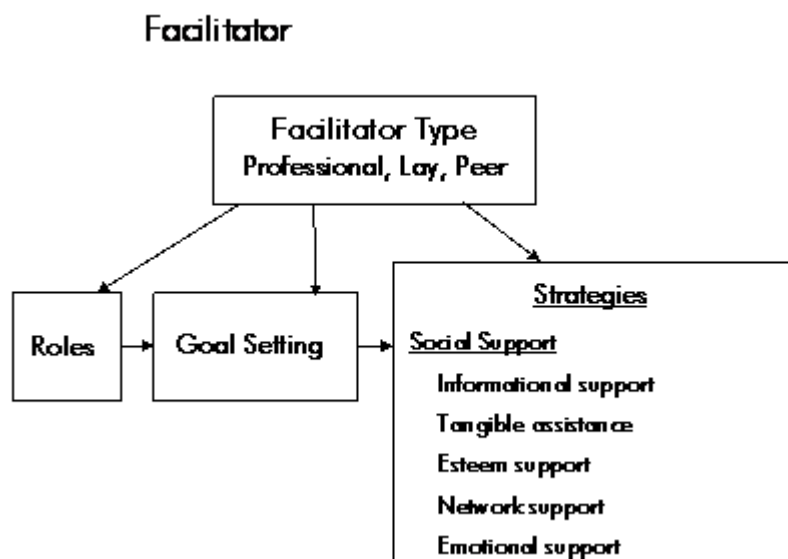 Facilitator
Facilitator Type
Professional, Lay, Peer
Roles
Goal Setting
Strategies
Social Support
Informational support
Tangible assistance
Esteem support
Network support
Emotional support